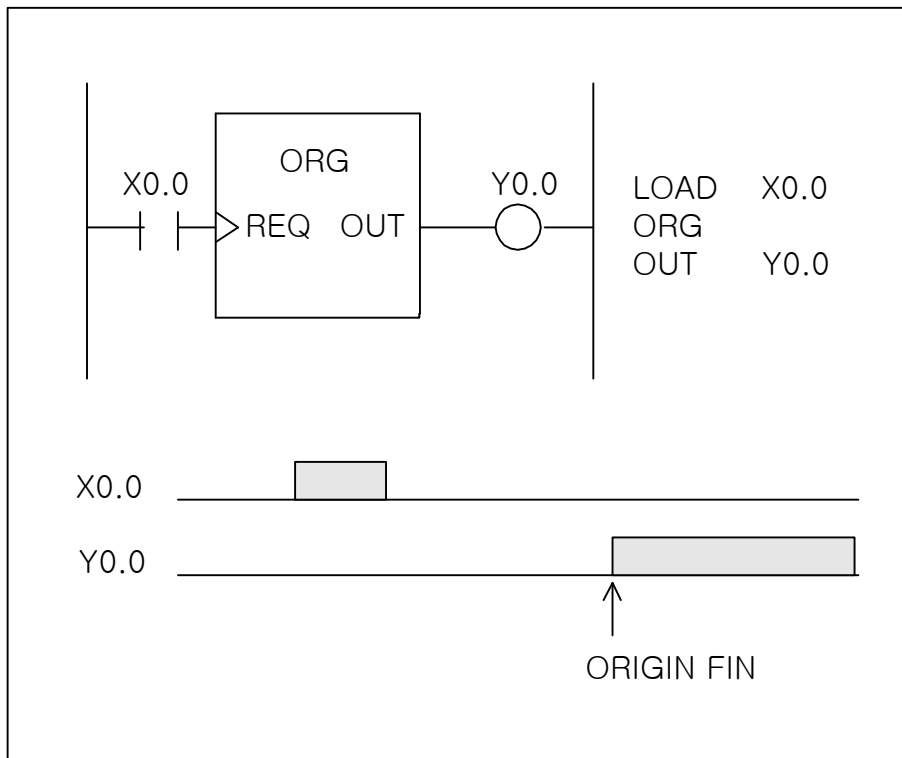 ORG
X0.0
REQ OUT
Y0.0
LOAD X0.0
ORG
OUT Y0.0
X0.0
Y0.0
ORIGIN FIN